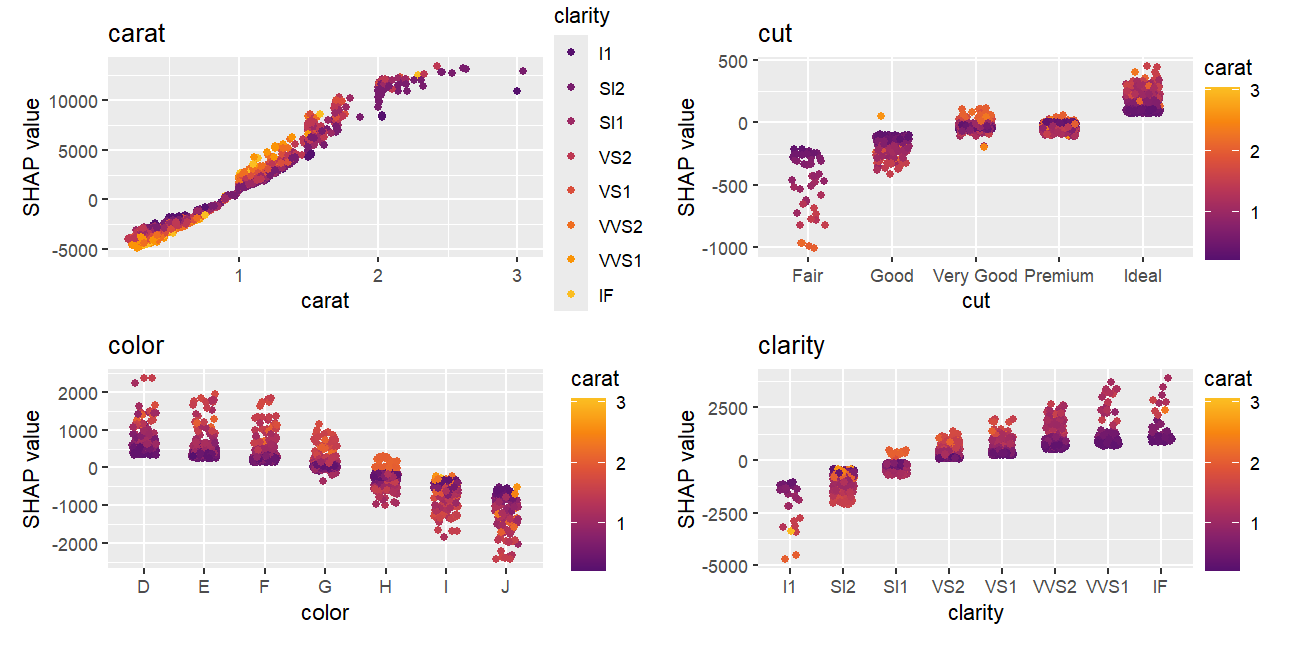 carat
SHAP value
10000
5000
0
-5000
1
2
3
carat
clarity
I1
SI2
SI1
VS2
VS1
VVS2
VVS1
IF
cut
SHAP value
500
0
-500
-1000
Fair
Good
Very Good
Premium
Ideal
cut
carat
3
2
1
color
SHAP value
2000
1000
0
-1000
-2000
D
E
F
G
H
I
J
color
carat
3
2
1
clarity
SHAP value
2500
0
-2500
-5000
I1
SI2
SI1
VS2
VS1
VVS2
VVS1
IF
clarity
carat
3
2
1